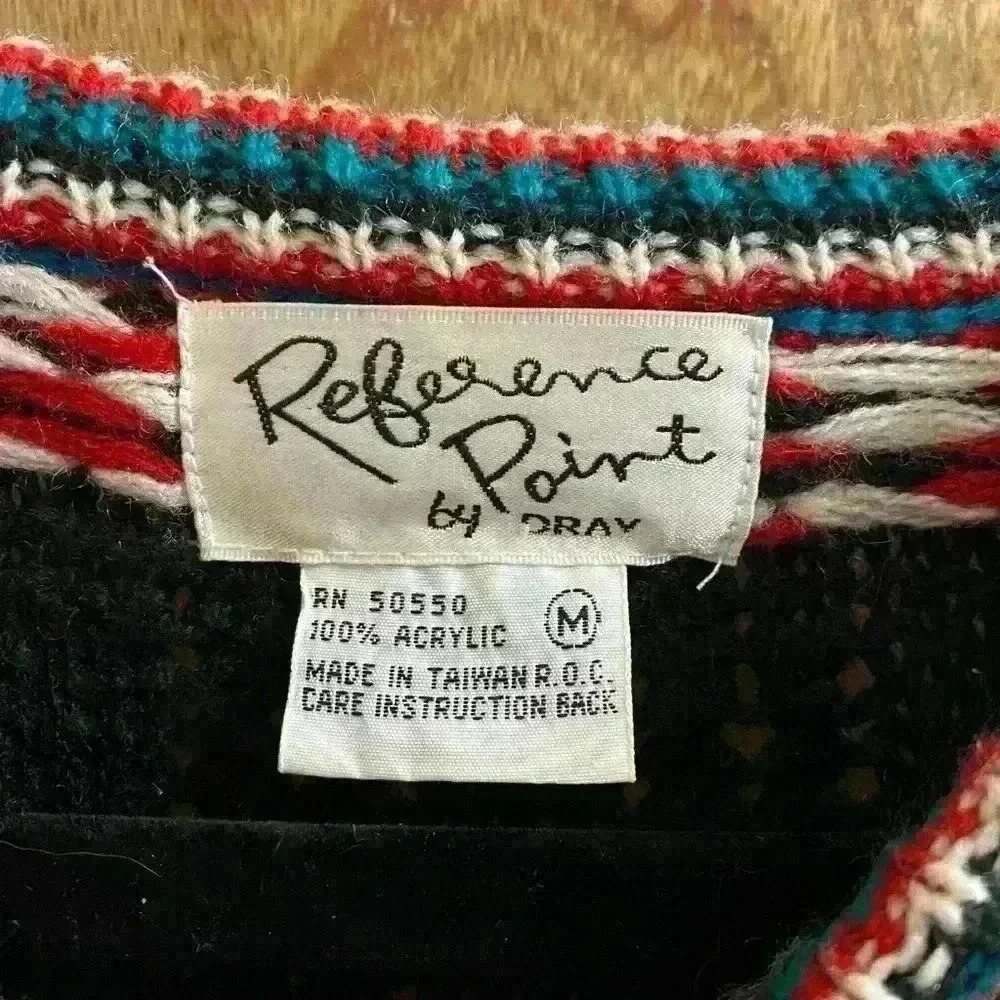 Reference
Point
by DRAY
RN 50550
100% ACRYLIC
M
MADE IN TAIWAN R.O.C.
CARE INSTRUCTION BACK